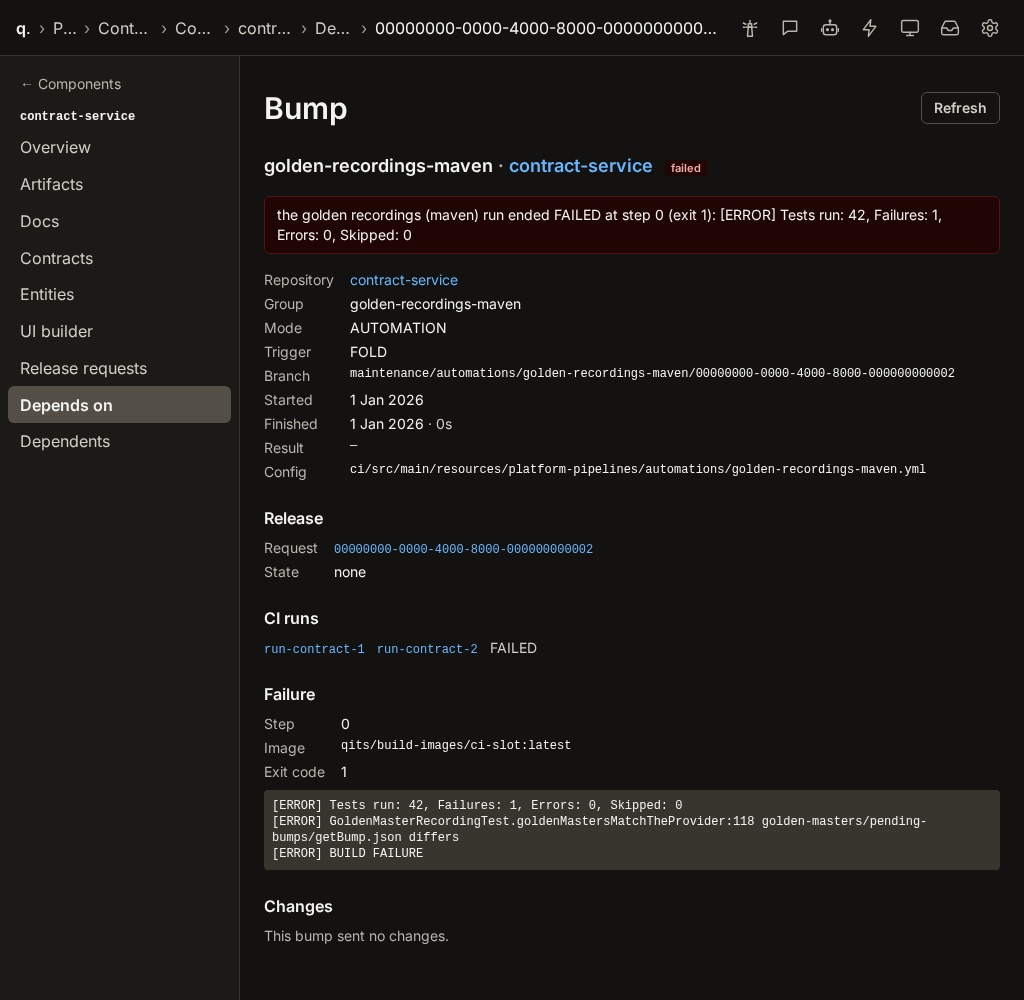 q. › P... › Cont... › Co... › contr... › De... › 00000000-0000-4000-8000-0000000000...
← Components
contract-service
Overview
Artifacts
Docs
Contracts
Entities
UI builder
Release requests
Depends on
Dependents
Bump
Refresh
golden-recordings-maven · contract-service failed
the golden recordings (maven) run ended FAILED at step 0 (exit 1): [ERROR] Tests run: 42, Failures: 1,
Errors: 0, Skipped: 0
Repository contract-service
Group golden-recordings-maven
Mode AUTOMATION
Trigger FOLD
Branch maintenance/automations/golden-recordings-maven/00000000-0000-4000-8000-000000000002
Started 1 Jan 2026
Finished 1 Jan 2026 · 0s
Result –
Config ci/src/main/resources/platform-pipelines/automations/golden-recordings-maven.yml
Release
Request 00000000-0000-4000-8000-000000000002
State none
CI runs
run-contract-1 run-contract-2 FAILED
Failure
Step 0
Image qits/build-images/ci-slot:latest
Exit code 1
[ERROR] Tests run: 42, Failures: 1, Errors: 0, Skipped: 0
[ERROR] GoldenMasterRecordingTest.goldenMastersMatchTheProvider:118 golden-masters/pending-
bumps/getBump.json differs
[ERROR] BUILD FAILURE
Changes
This bump sent no changes.